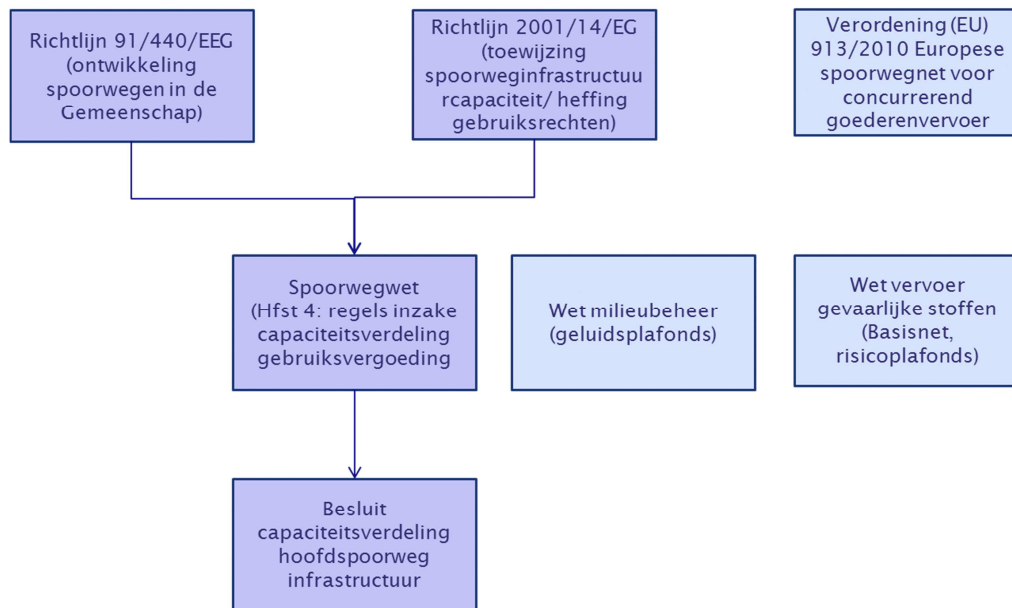 Richtlijn 91/440/EEG
(ontwikkeling
spoorwegen in de
Gemeenschap)
Richtlijn 2001/14/EG
(toewijzing
spoorweginfrastructuu
rcapaciteit/ heffing
gebruiksrechten)
Verordening (EU)
913/2010 Europese
spoorwegnet voor
concurrerend
goederenvervoer
Spoorwegwet
(Hfst 4: regels inzake
capaciteitsverdeling
gebruiksvergoeding
Wet milieubeheer
(geluidsplafonds)
Wet vervoer
gevaarlijke stoffen
(Basisnet,
risicoplafonds)
Besluit
capaciteitsverdeling
hoofdspoorweg
infrastructuur